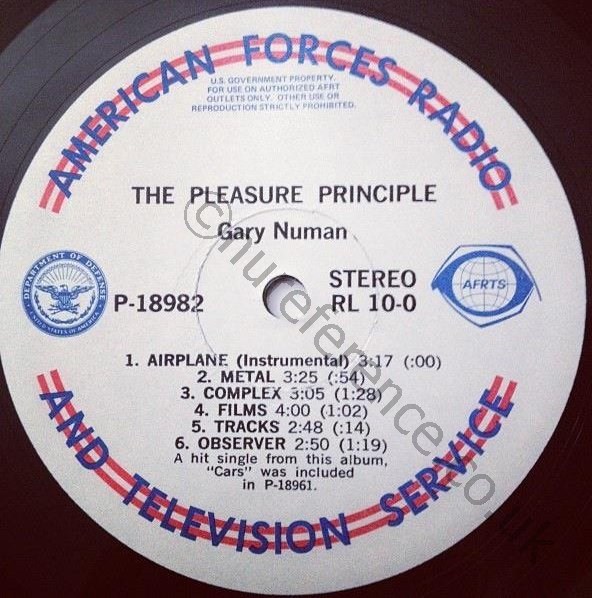 AMERICAN FORCES RADIO
U.S. GOVERNMENT PROPERTY.
FOR USE ON AUTHORIZED AFRT
OUTLETS ONLY. OTHER USE OR
REPRODUCTION STRICTLY PROHIBITED.
THE PLEASURE PRINCIPLE
Gary Numan
DEPARTMENT OF DEFENSE
UNITED STATES OF AMERICA
P-18982
STEREO
RL 10-0
AFRTS
1. AIRPLANE (Instrumental) 3:17 (:00)
2. METAL 3:25 (:54)
3. COMPLEX 3:05 (1:28)
4. FILMS 4:00 (1:02)
5. TRACKS 2:48 (:14)
6. OBSERVER 2:50 (1:19)
A hit single from this album,
"Cars" was included
in P-18961.
AND TELEVISION SERVICE
©nureference.co.uk